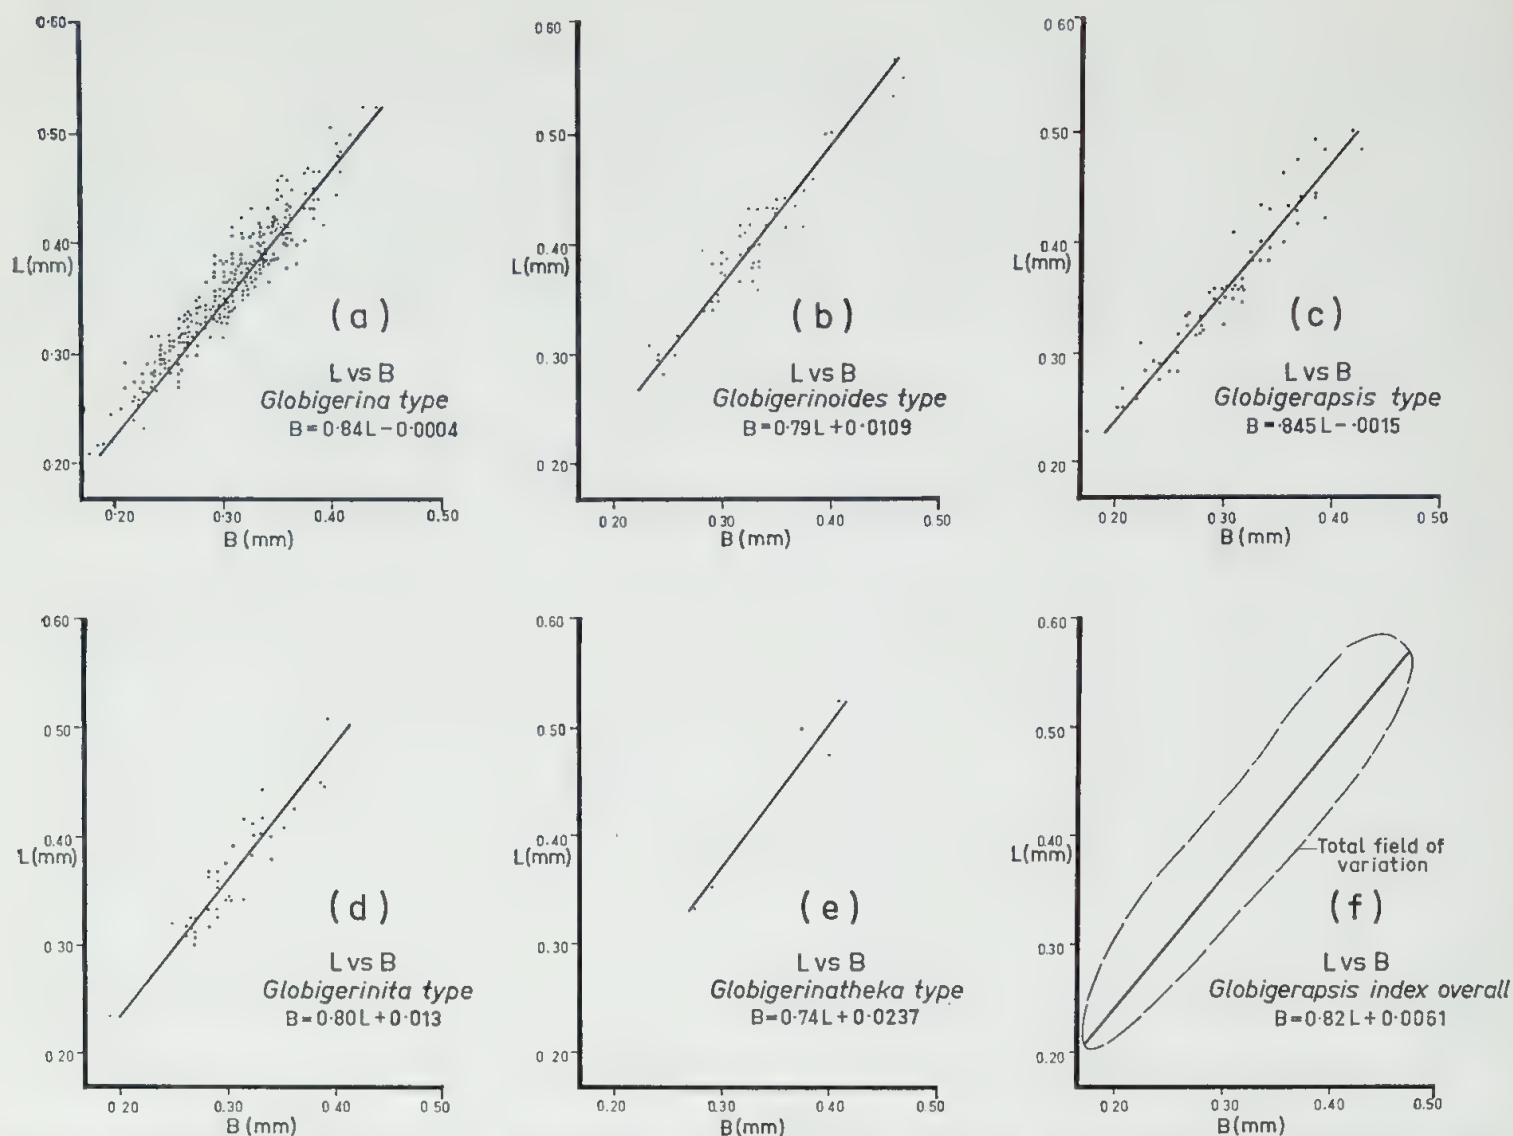 0·60
0·50
0·40
L(mm)
0·30
0·20
0·20 0·30 0·40 0·50
B (mm)
(a)
L vs B
Globigerina type
B=0·84L−0·0004
0 60
0 50
0.40
L(mm)
0 30
0 20
0 20 0 30 0 40 0 50
B (mm)
(b)
L vs B
Globigerinoides type
B=0·79L+0·0109
0 60
0 50
0 40
L(mm)
0 30
0 20
0 20 0 30 0 40 0 50
B (mm)
(c)
L vs B
Globigerapsis type
B=·845L−·0015
0 60
0 50
0 40
L(mm)
0 30
0 20
0 20 0 30 0 40 0 50
B (mm)
(d)
L vs B
Globigerinita type
B=0·80L+0·013
0.60
0 50
0.40
L(mm)
0 30
0 20
0 20 0 30 0 40 0 50
B (mm)
(e)
L vs B
Globigerinatheka type
B=0·74L+0·0237
0.60
0 50
0 40
L(mm)
0 30
0 20
0 20 0 30 0 40 0 50
B (mm)
Total field of
variation
(f)
L vs B
Globigerapsis index overall
B=0·82L+0·0061